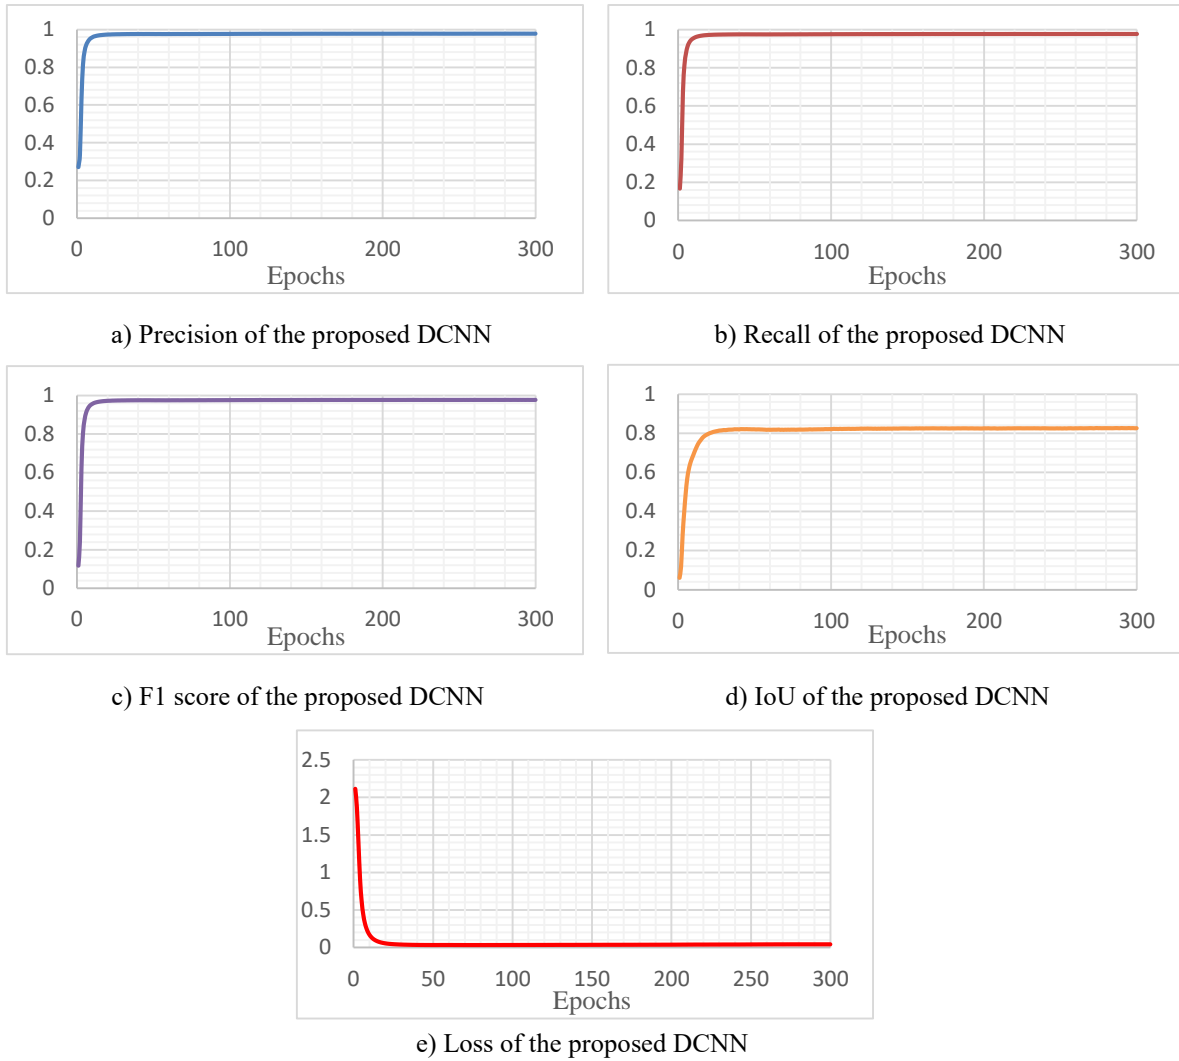 1
0.8
0.6
0.4
0.2
0
0 100 200 300
Epochs
a) Precision of the proposed DCNN
1
0.8
0.6
0.4
0.2
0
0 100 200 300
Epochs
b) Recall of the proposed DCNN
1
0.8
0.6
0.4
0.2
0
0 100 200 300
Epochs
c) F1 score of the proposed DCNN
1
0.8
0.6
0.4
0.2
0
0 100 200 300
Epochs
d) IoU of the proposed DCNN
2.5
2
1.5
1
0.5
0
0 50 100 150 200 250 300
Epochs
e) Loss of the proposed DCNN